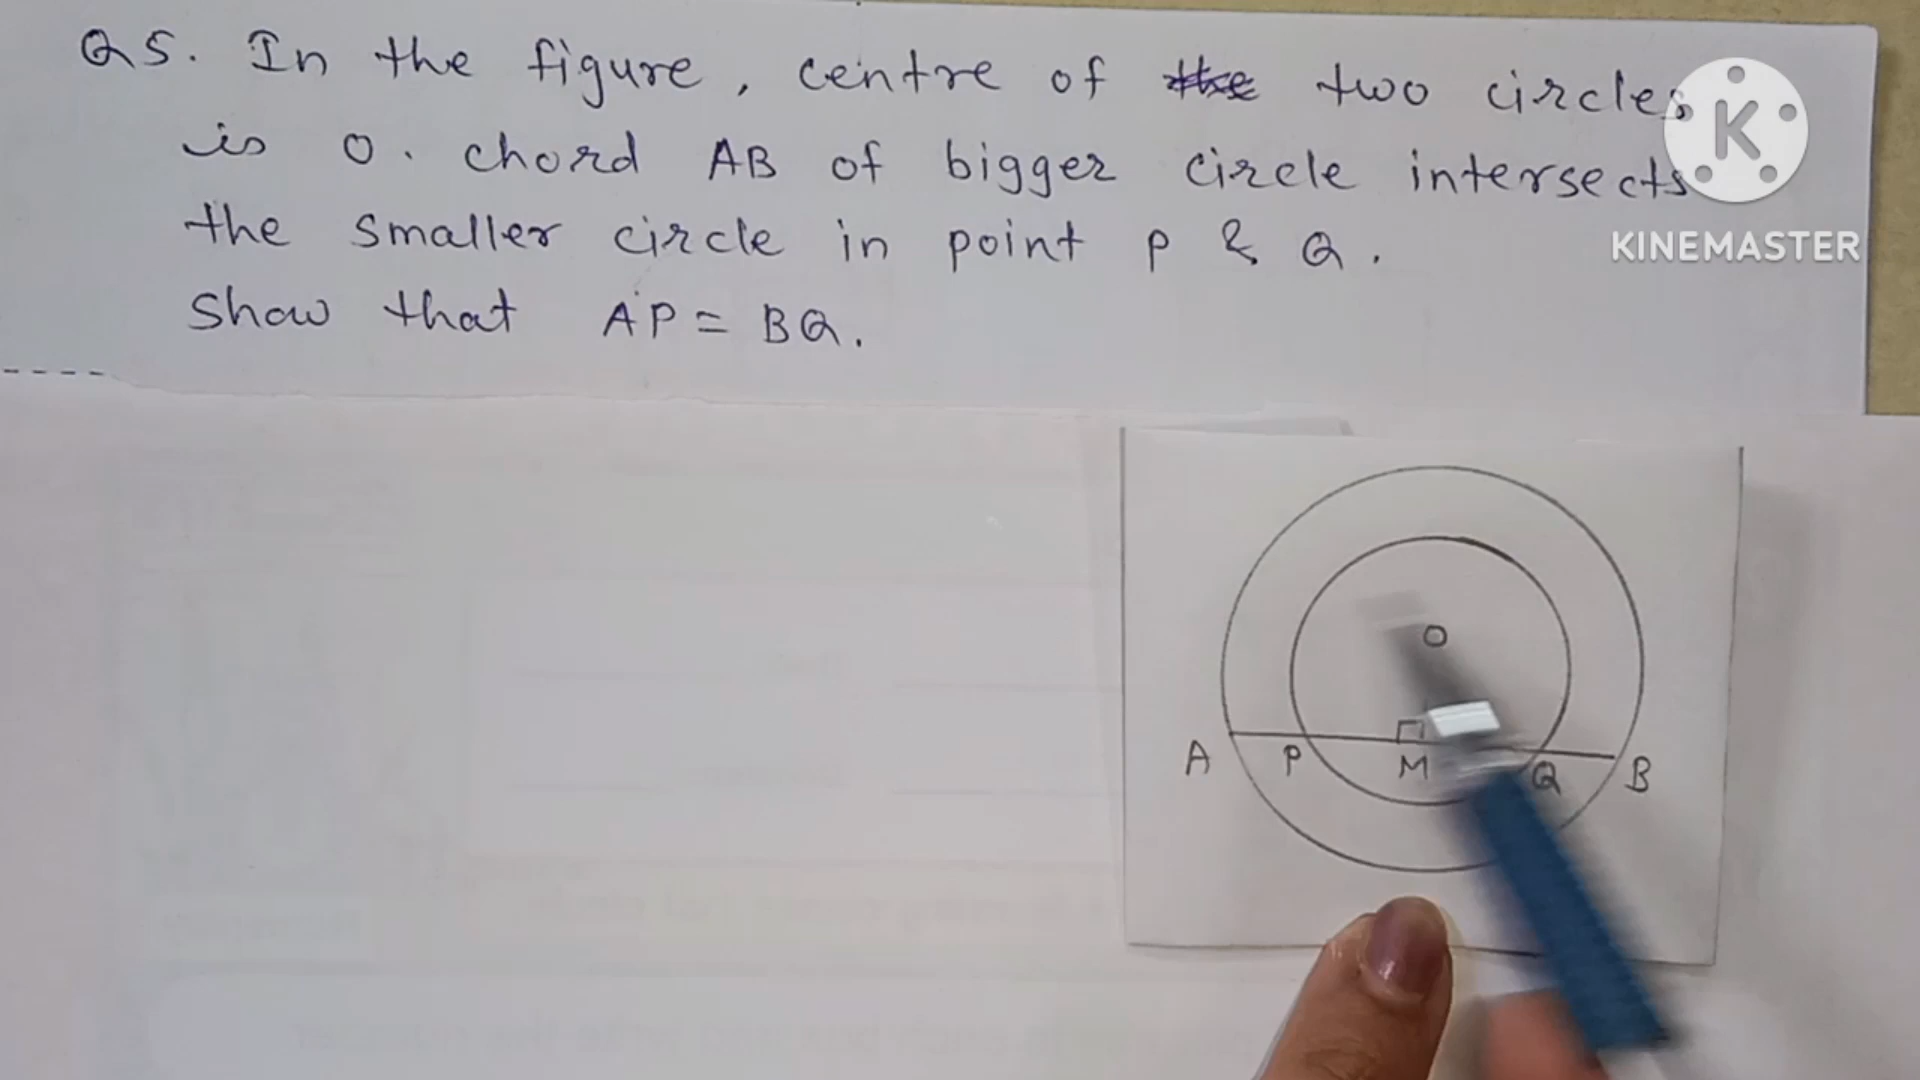 Q5. In the figure, centre of two circles
is O. chord AB of bigger circle intersects
the smaller circle in point P & Q.
Show that AP = BQ.
K
KINEMASTER
O
A P M Q B